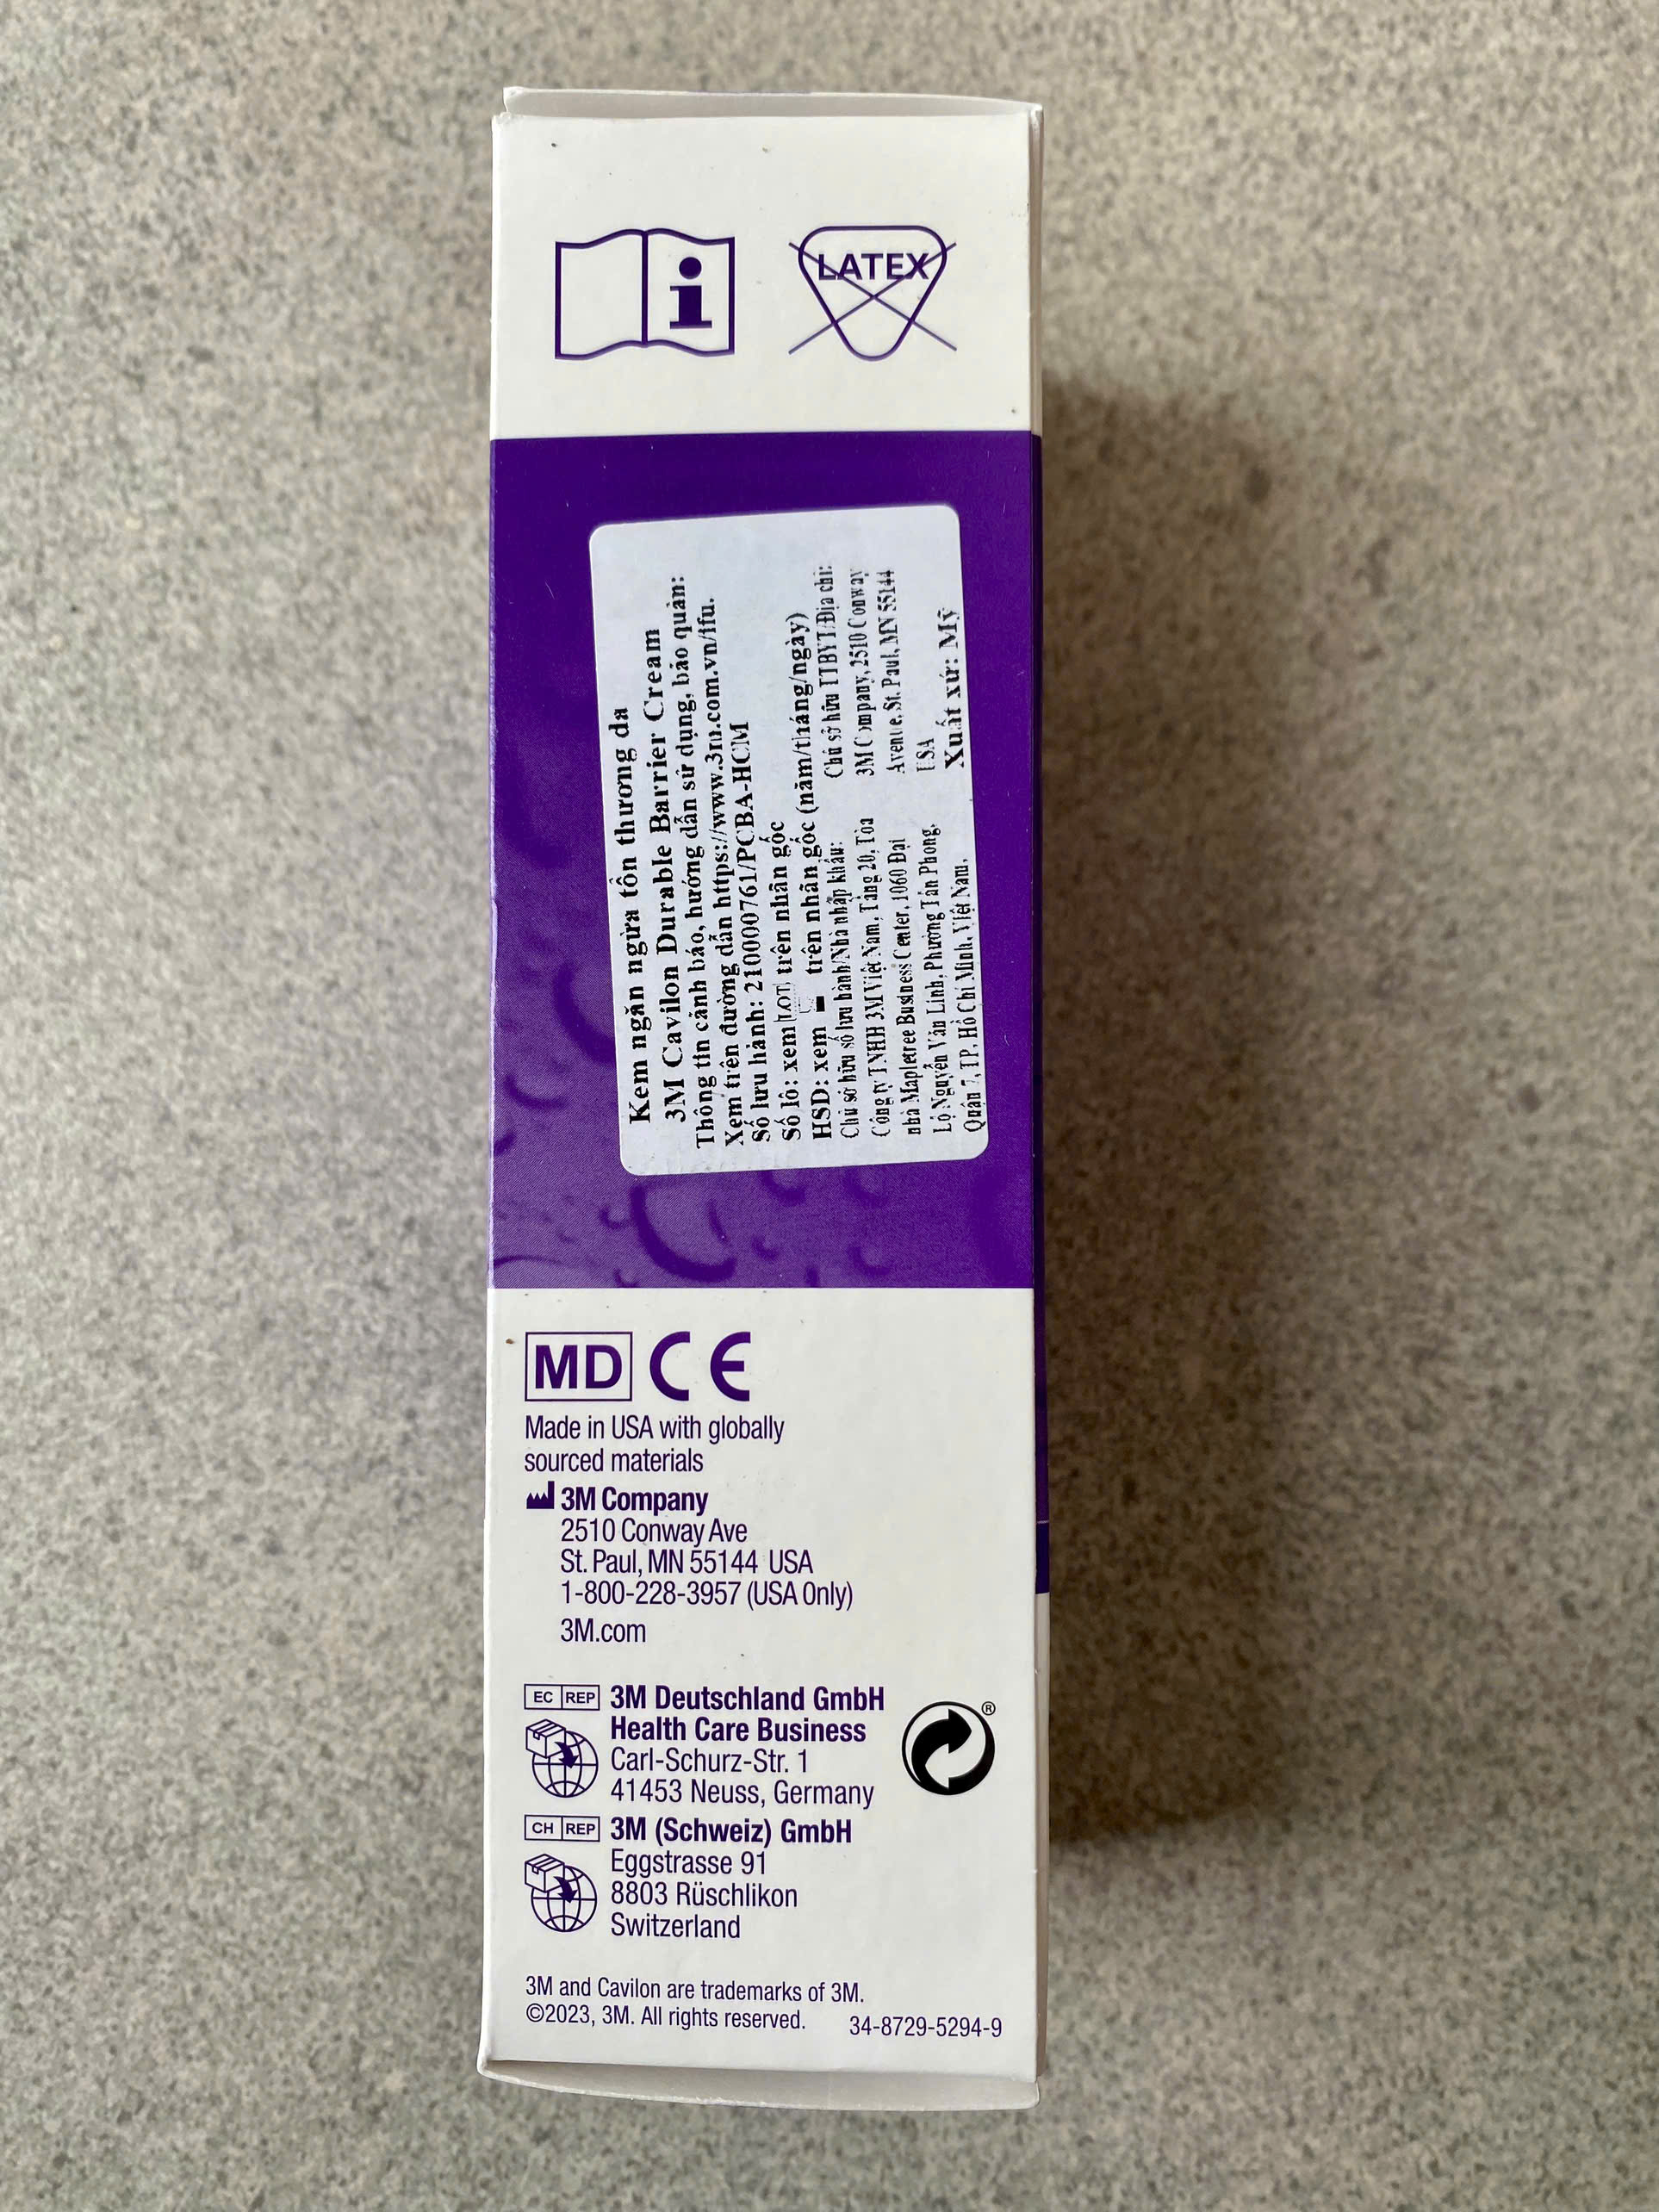 LATEX
Kem ngăn ngừa tổn thương da
3M Cavilon Durable Barrier Cream
Thông tin cảnh báo, hướng dẫn sử dụng, bảo quản:
Xem trên đường dẫn https://www.3m.com.vn/ifu.
Số lưu hành: 210000761/PCBA-HCM
Số lô: xem LOT trên nhãn gốc
HSD: xem trên nhãn gốc (năm/tháng/ngày)
Chủ sở hữu số lưu hành/Nhà nhập khẩu:
Công ty TNHH 3M Việt Nam, Tầng 20, Tòa
nhà Mapletree Business Center, 1060 Đại
Lộ Nguyễn Văn Linh, Phường Tân Phong,
Quận 7, TP. Hồ Chí Minh, Việt Nam.
Chủ sở hữu TTBYT/Địa chỉ:
3M Company, 2510 Conway
Avenue, St. Paul, MN 55144
USA
Xuất xứ: Mỹ
MD CE
Made in USA with globally
sourced materials
3M Company
2510 Conway Ave
St. Paul, MN 55144 USA
1-800-228-3957 (USA Only)
3M.com
EC REP 3M Deutschland GmbH
Health Care Business
Carl-Schurz-Str. 1
41453 Neuss, Germany
®
CH REP 3M (Schweiz) GmbH
Eggstrasse 91
8803 Rüschlikon
Switzerland
3M and Cavilon are trademarks of 3M.
©2023, 3M. All rights reserved. 34-8729-5294-9